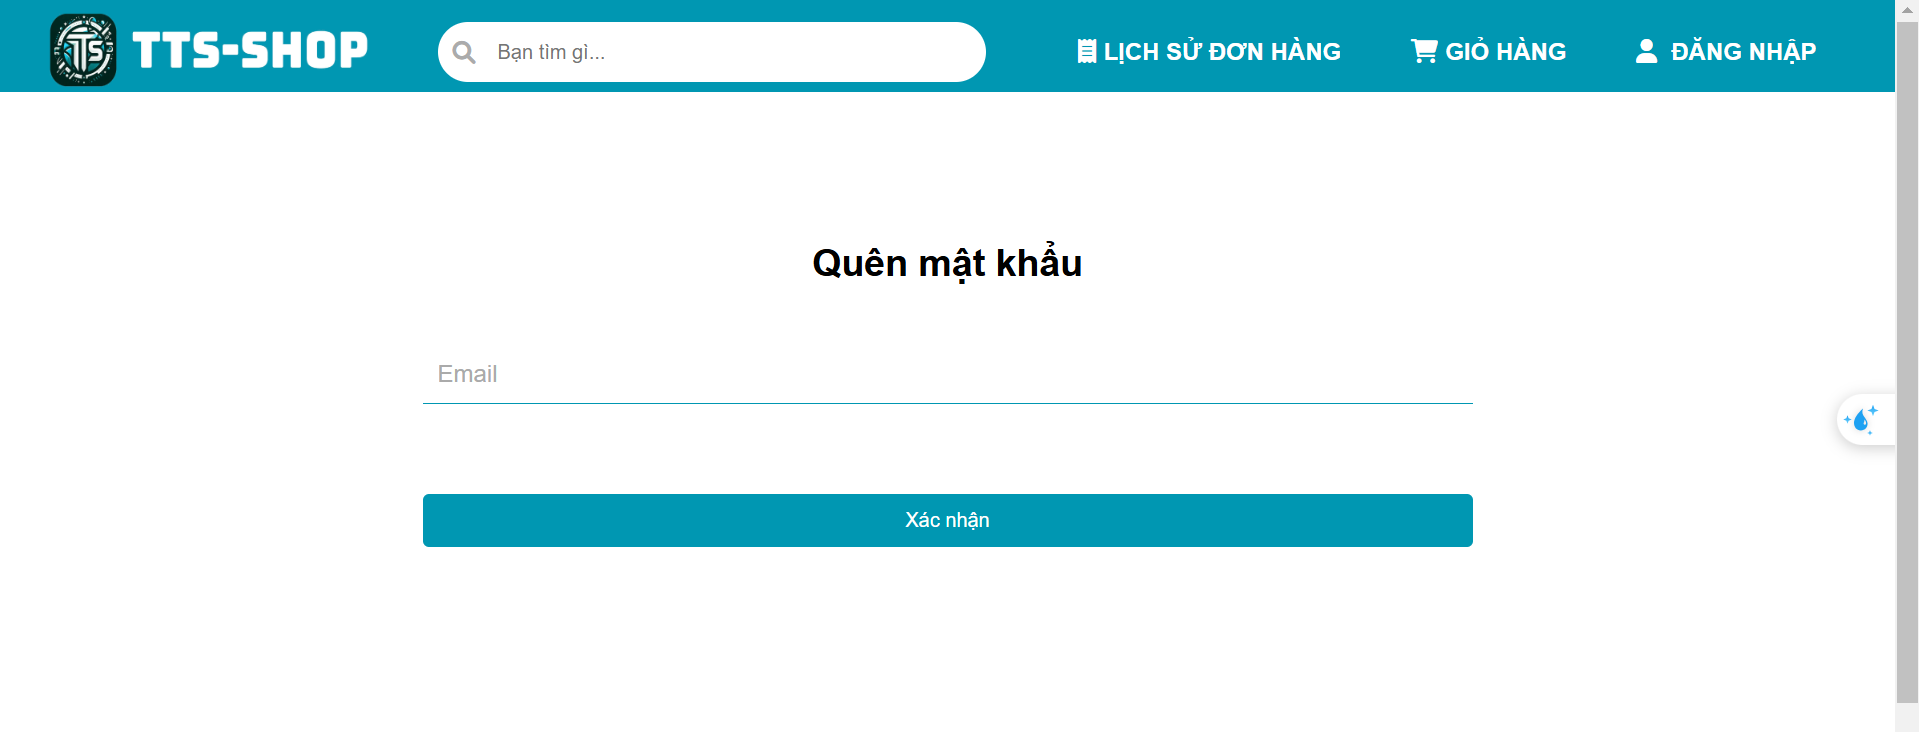 TTS
TTS-SHOP
Bạn tìm gì...
LỊCH SỬ ĐƠN HÀNG
GIỎ HÀNG
ĐĂNG NHẬP
Quên mật khẩu
Email
Xác nhận